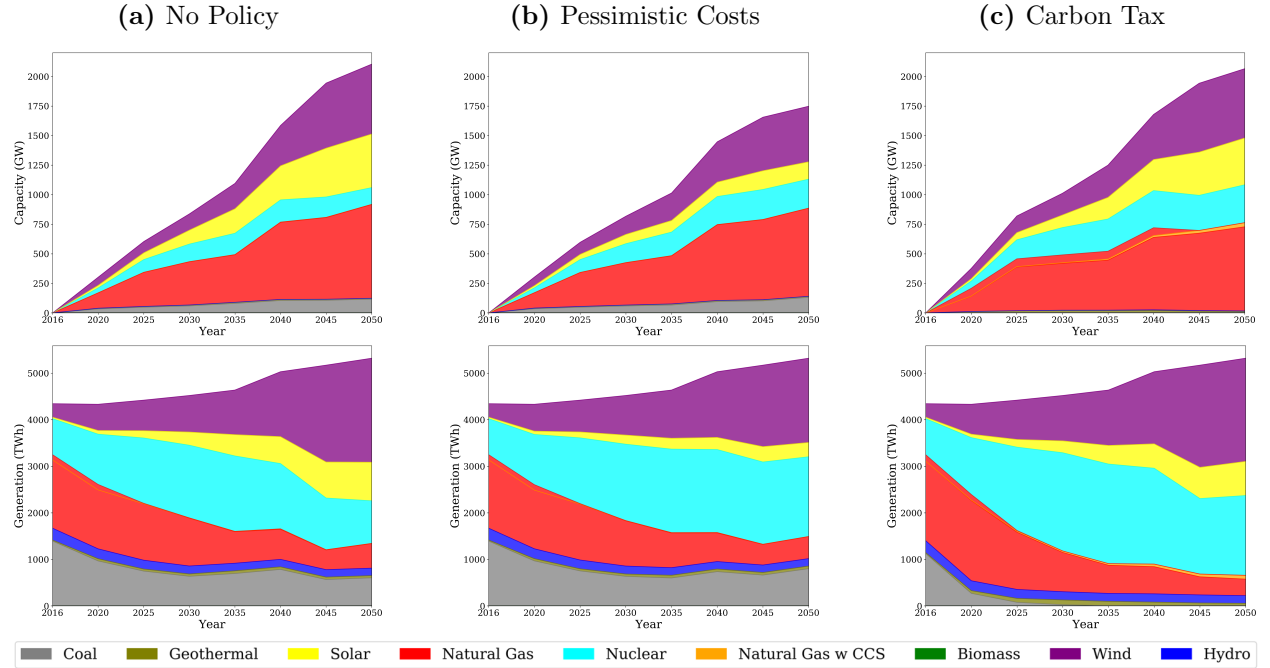 (a) No Policy
(b) Pessimistic Costs
(c) Carbon Tax
Capacity (GW)
2000
1750
1500
1250
1000
750
500
250
0
2016 2020 2025 2030 2035 2040 2045 2050
Year
Capacity (GW)
2000
1750
1500
1250
1000
750
500
250
0
2016 2020 2025 2030 2035 2040 2045 2050
Year
Capacity (GW)
2000
1750
1500
1250
1000
750
500
250
0
2016 2020 2025 2030 2035 2040 2045 2050
Year
Generation (TWh)
5000
4000
3000
2000
1000
0
2016 2020 2025 2030 2035 2040 2045 2050
Year
Generation (TWh)
5000
4000
3000
2000
1000
0
2016 2020 2025 2030 2035 2040 2045 2050
Year
Generation (TWh)
5000
4000
3000
2000
1000
0
2016 2020 2025 2030 2035 2040 2045 2050
Year
Coal Geothermal Solar Natural Gas Nuclear Natural Gas w CCS Biomass Wind Hydro